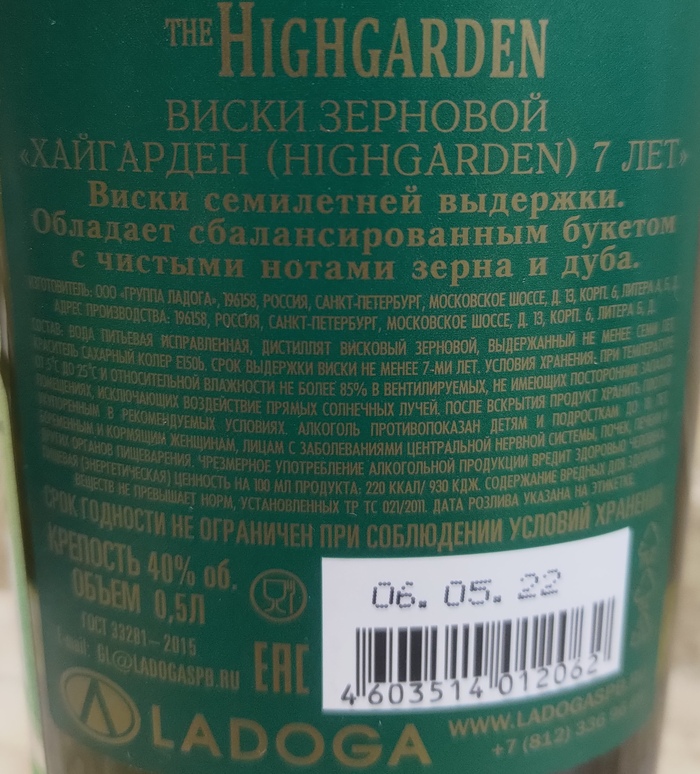 THE HIGHGARDEN
ВИСКИ ЗЕРНОВОЙ
«ХАЙГАРДЕН (HIGHGARDEN) 7 ЛЕТ»
Виски семилетней выдержки.
Обладает сбалансированным букетом
с чистыми нотами зерна и дуба.
ИЗГОТОВИТЕЛЬ: ООО «ГРУППА ЛАДОГА», 196158, РОССИЯ, САНКТ-ПЕТЕРБУРГ, МОСКОВСКОЕ ШОССЕ, Д. 13, КОРП. 6, ЛИТЕРА А, Б, Д.
АДРЕС ПРОИЗВОДСТВА: 196158, РОССИЯ, САНКТ-ПЕТЕРБУРГ, МОСКОВСКОЕ ШОССЕ, Д. 13, КОРП. 6, ЛИТЕРА Б, Д.
СОСТАВ: ВОДА ПИТЬЕВАЯ ИСПРАВЛЕННАЯ, ДИСТИЛЛЯТ ВИСКОВЫЙ ЗЕРНОВОЙ, ВЫДЕРЖАННЫЙ НЕ МЕНЕЕ СЕМИ ЛЕТ,
КРАСИТЕЛЬ САХАРНЫЙ КОЛЕР Е150b. СРОК ВЫДЕРЖКИ ВИСКИ НЕ МЕНЕЕ 7-МИ ЛЕТ. УСЛОВИЯ ХРАНЕНИЯ: ПРИ ТЕМПЕРАТУРЕ
ОТ 5°С ДО 25°С И ОТНОСИТЕЛЬНОЙ ВЛАЖНОСТИ НЕ БОЛЕЕ 85% В ВЕНТИЛИРУЕМЫХ, НЕ ИМЕЮЩИХ ПОСТОРОННИХ ЗАПАХОВ
ПОМЕЩЕНИЯХ, ИСКЛЮЧАЮЩИХ ВОЗДЕЙСТВИЕ ПРЯМЫХ СОЛНЕЧНЫХ ЛУЧЕЙ. ПОСЛЕ ВСКРЫТИЯ ПРОДУКТ ХРАНИТЬ ПЛОТНО
УКУПОРЕННЫМ В РЕКОМЕНДУЕМЫХ УСЛОВИЯХ. АЛКОГОЛЬ ПРОТИВОПОКАЗАН ДЕТЯМ И ПОДРОСТКАМ ДО 18 ЛЕТ,
БЕРЕМЕННЫМ И КОРМЯЩИМ ЖЕНЩИНАМ, ЛИЦАМ С ЗАБОЛЕВАНИЯМИ ЦЕНТРАЛЬНОЙ НЕРВНОЙ СИСТЕМЫ, ПОЧЕК, ПЕЧЕНИ И
ДРУГИХ ОРГАНОВ ПИЩЕВАРЕНИЯ. ЧРЕЗМЕРНОЕ УПОТРЕБЛЕНИЕ АЛКОГОЛЬНОЙ ПРОДУКЦИИ ВРЕДИТ ЗДОРОВЬЮ ЧЕЛОВЕКА.
ПИЩЕВАЯ (ЭНЕРГЕТИЧЕСКАЯ) ЦЕННОСТЬ НА 100 МЛ ПРОДУКТА: 220 ККАЛ/ 930 КДЖ. СОДЕРЖАНИЕ ВРЕДНЫХ ДЛЯ ЗДОРОВЬЯ
ВЕЩЕСТВ НЕ ПРЕВЫШАЕТ НОРМ, УСТАНОВЛЕННЫХ ТР ТС 021/2011. ДАТА РОЗЛИВА УКАЗАНА НА ЭТИКЕТКЕ.
СРОК ГОДНОСТИ НЕ ОГРАНИЧЕН ПРИ СОБЛЮДЕНИИ УСЛОВИЙ ХРАНЕНИЯ
КРЕПОСТЬ 40% об.
ОБЪЕМ 0,5Л
ГОСТ 33281–2015
E-mail: GL@LADOGASPB.RU
EAC
06. 05. 22
4 603514 012062
LADOGA
WWW.LADOGASPB.RU
+7 (812) 336